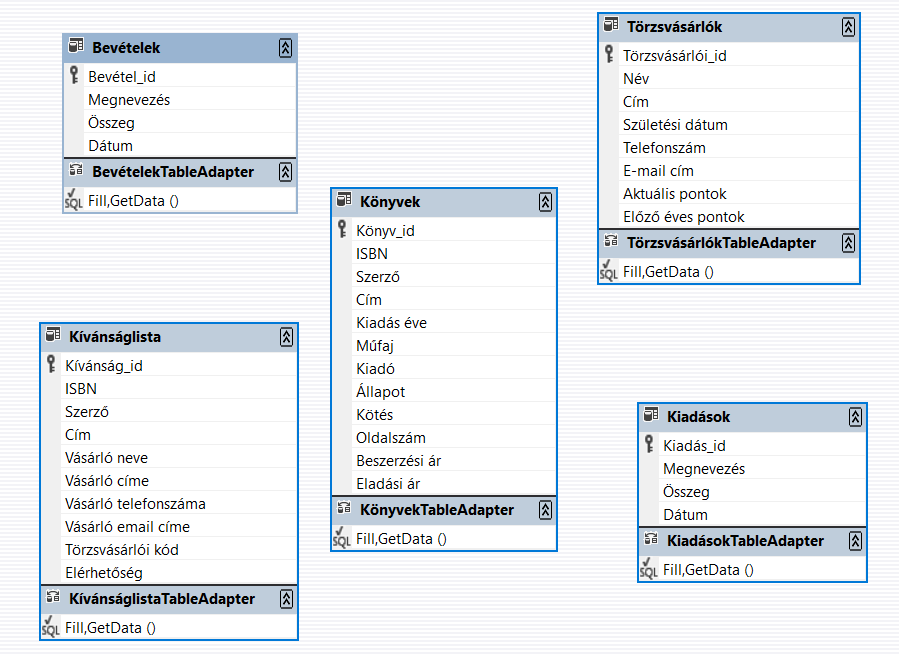 Bevételek
Bevétel_id
Megnevezés
Összeg
Dátum
BevételekTableAdapter
SQL Fill,GetData ()
Kívánságlista
Kívánság_id
ISBN
Szerző
Cím
Vásárló neve
Vásárló címe
Vásárló telefonszáma
Vásárló email címe
Törzsvásárlói kód
Elérhetőség
KívánságlistaTableAdapter
SQL Fill,GetData ()
Könyvek
Könyv_id
ISBN
Szerző
Cím
Kiadás éve
Műfaj
Kiadó
Állapot
Kötés
Oldalszám
Beszerzési ár
Eladási ár
KönyvekTableAdapter
SQL Fill,GetData ()
Törzsvásárlók
Törzsvásárlói_id
Név
Cím
Születési dátum
Telefonszám
E-mail cím
Aktuális pontok
Előző éves pontok
TörzsvásárlókTableAdapter
SQL Fill,GetData ()
Kiadások
Kiadás_id
Megnevezés
Összeg
Dátum
KiadásokTableAdapter
SQL Fill,GetData ()